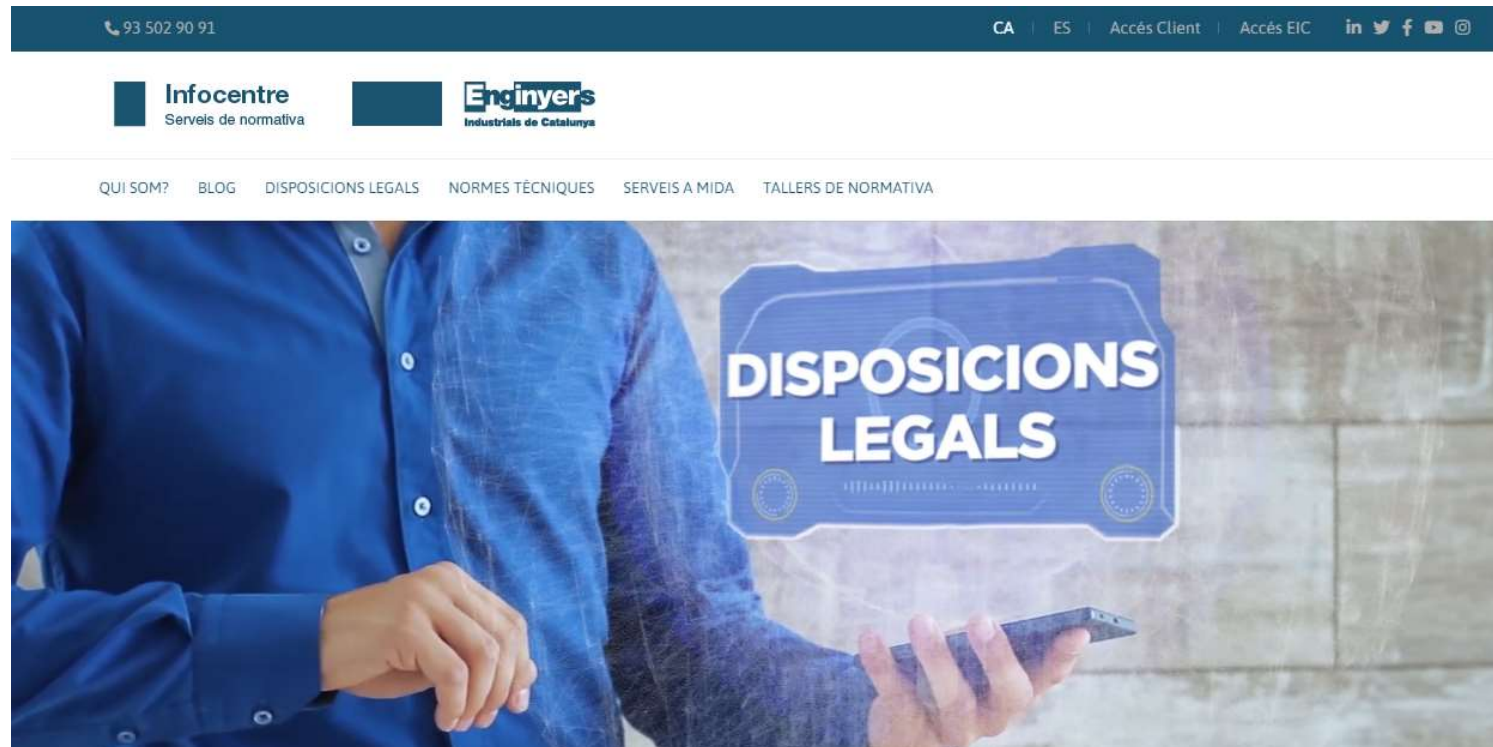 93 502 90 91
CA | ES | Accés Client | Accés EIC
Infocentre
Serveis de normativa
Enginyers
Industrials de Catalunya
QUI SOM? BLOG DISPOSICIONS LEGALS NORMES TÈCNIQUES SERVEIS A MIDA TALLERS DE NORMATIVA
DISPOSICIONS
LEGALS